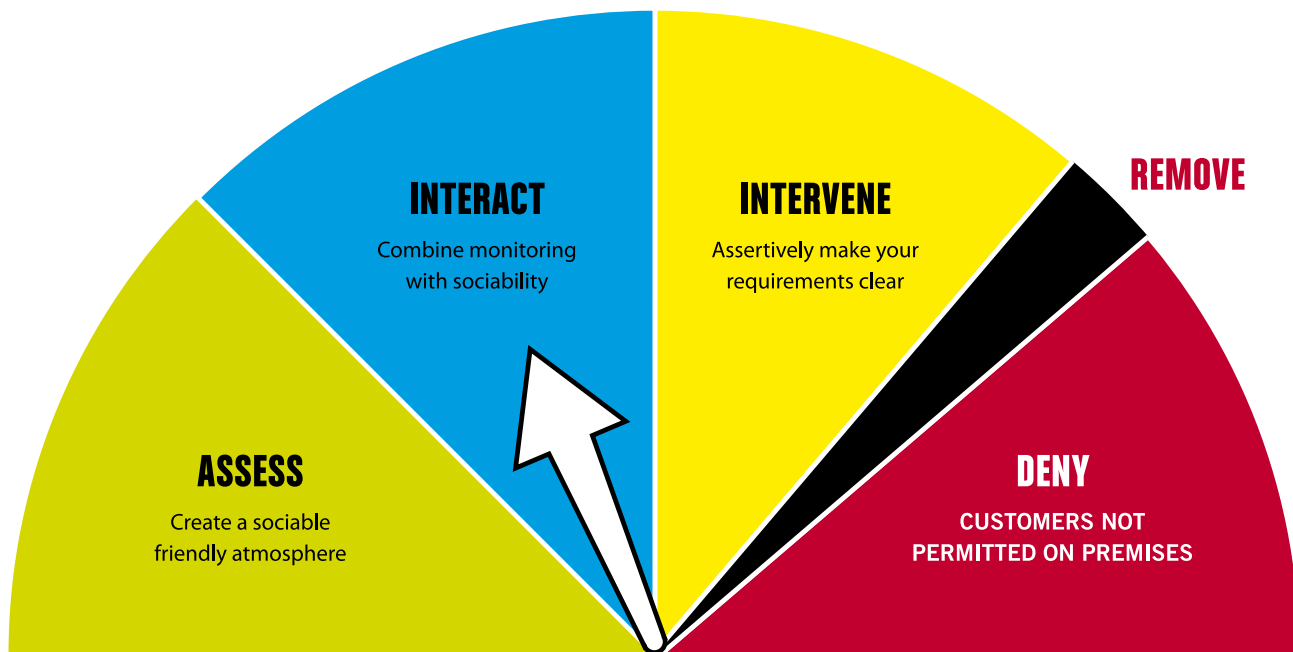 ASSESS
Create a sociable
friendly atmosphere
INTERACT
Combine monitoring
with sociability
INTERVENE
Assertively make your
requirements clear
REMOVE
DENY
CUSTOMERS NOT
PERMITTED ON PREMISES